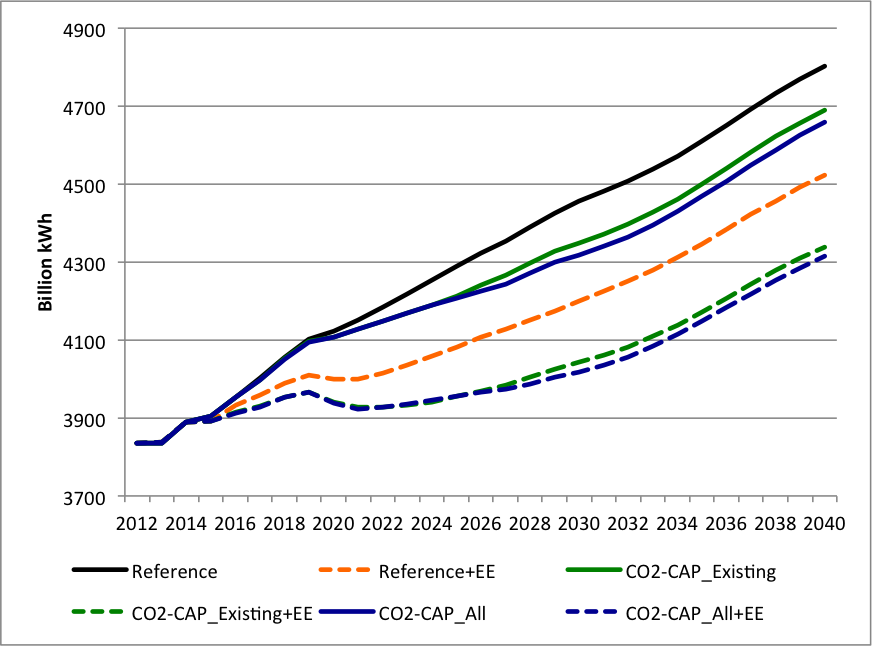 4900
4700
4500
4300
4100
3900
3700
Billion kWh
2012 2014 2016 2018 2020 2022 2024 2026 2028 2030 2032 2034 2036 2038 2040
Reference Reference+EE CO2-CAP_Existing
CO2-CAP_Existing+EE CO2-CAP_All CO2-CAP_All+EE